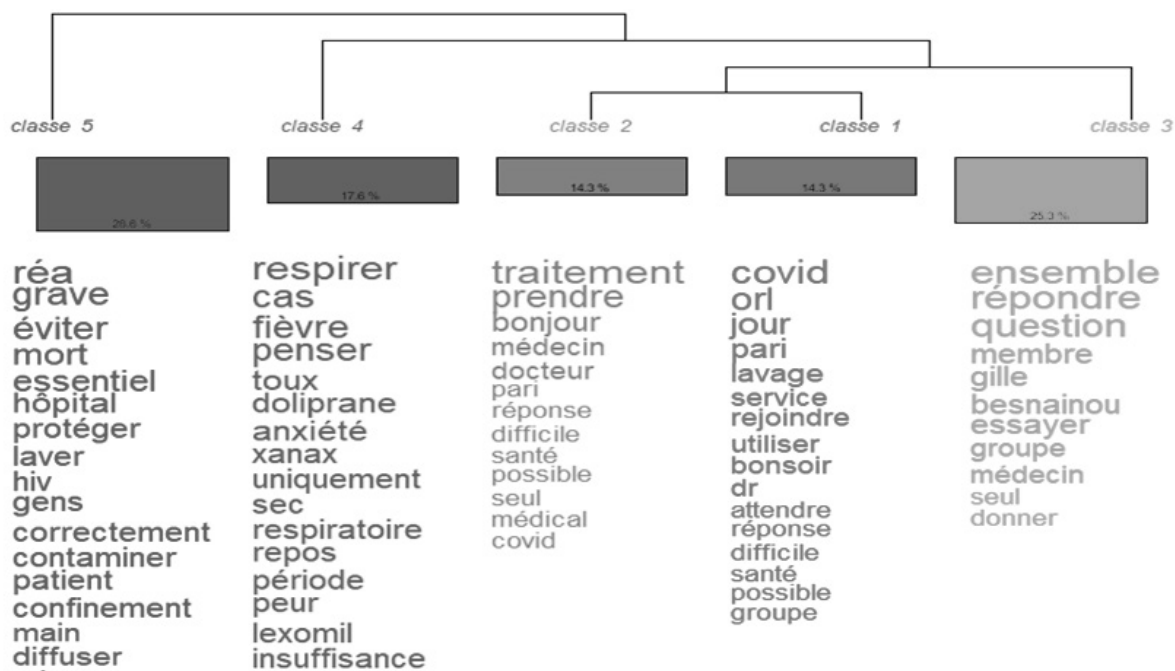 classe 5
classe 4
classe 2
classe 1
classe 3
26.6 %
17.6 %
14.3 %
14.3 %
25.3 %
réa
grave
éviter
mort
essentiel
hôpital
protéger
laver
hiv
gens
correctement
contaminer
patient
confinement
main
diffuser
respirer
cas
fièvre
penser
toux
doliprane
anxiété
xanax
uniquement
sec
respiratoire
repos
période
peur
lexomil
insuffisance
traitement
prendre
bonjour
médecin
docteur
pari
réponse
difficile
santé
possible
seul
médical
covid
covid
orl
jour
pari
lavage
service
rejoindre
utiliser
bonsoir
dr
attendre
réponse
difficile
santé
possible
groupe
ensemble
répondre
question
membre
gille
besnainou
essayer
groupe
médecin
seul
donner